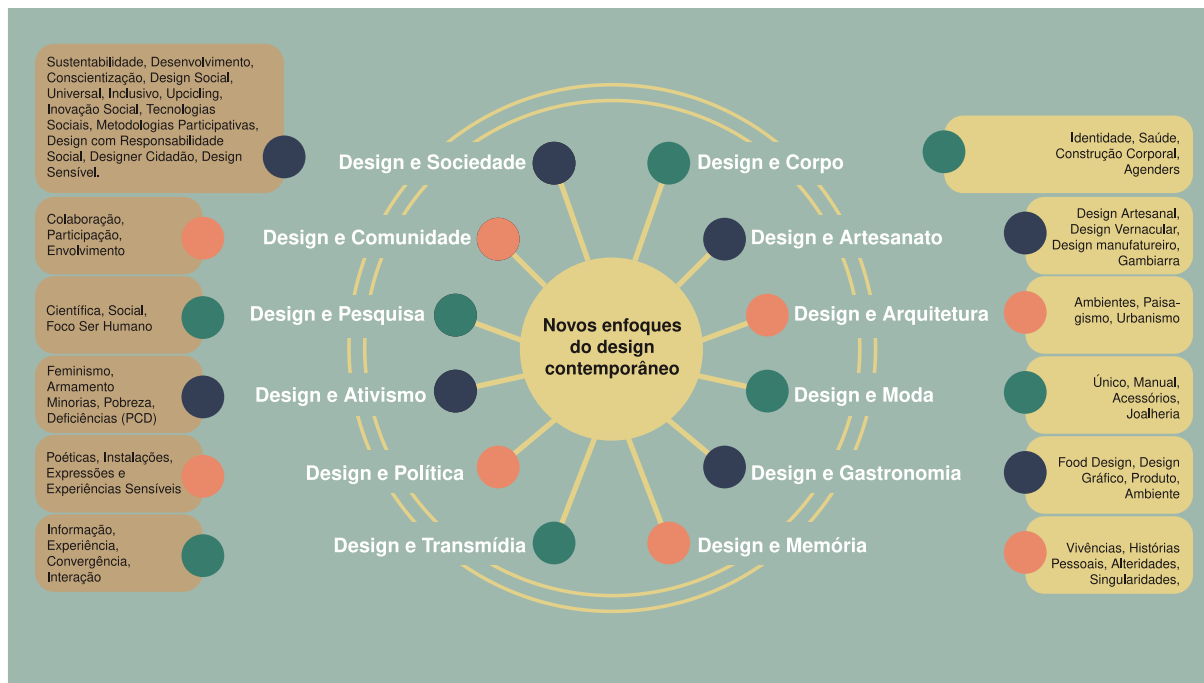 Sustentabilidade, Desenvolvimento,
Conscientização, Design Social,
Universal, Inclusivo, Upcicling,
Inovação Social, Tecnologias
Sociais, Metodologias Participativas,
Design com Responsabilidade
Social, Designer Cidadão, Design
Sensível.
Colaboração,
Participação,
Envolvimento
Científica, Social,
Foco Ser Humano
Feminismo,
Armamento
Minorias, Pobreza,
Deficiências (PCD)
Poéticas, Instalações,
Expressões e
Experiências Sensíveis
Informação,
Experiência,
Convergência,
Interação
Design e Sociedade
Design e Comunidade
Design e Pesquisa
Design e Ativismo
Design e Política
Design e Transmídia
Novos enfoques
do design
contemporâneo
Design e Corpo
Design e Artesanato
Design e Arquitetura
Design e Moda
Design e Gastronomia
Design e Memória
Identidade, Saúde,
Construção Corporal,
Agenders
Design Artesanal,
Design Vernacular,
Design manufatureiro,
Gambiarra
Ambientes, Paisa-
gismo, Urbanismo
Único, Manual,
Acessórios,
Joalheria
Food Design, Design
Gráfico, Produto,
Ambiente
Vivências, Histórias
Pessoais, Alteridades,
Singularidades,